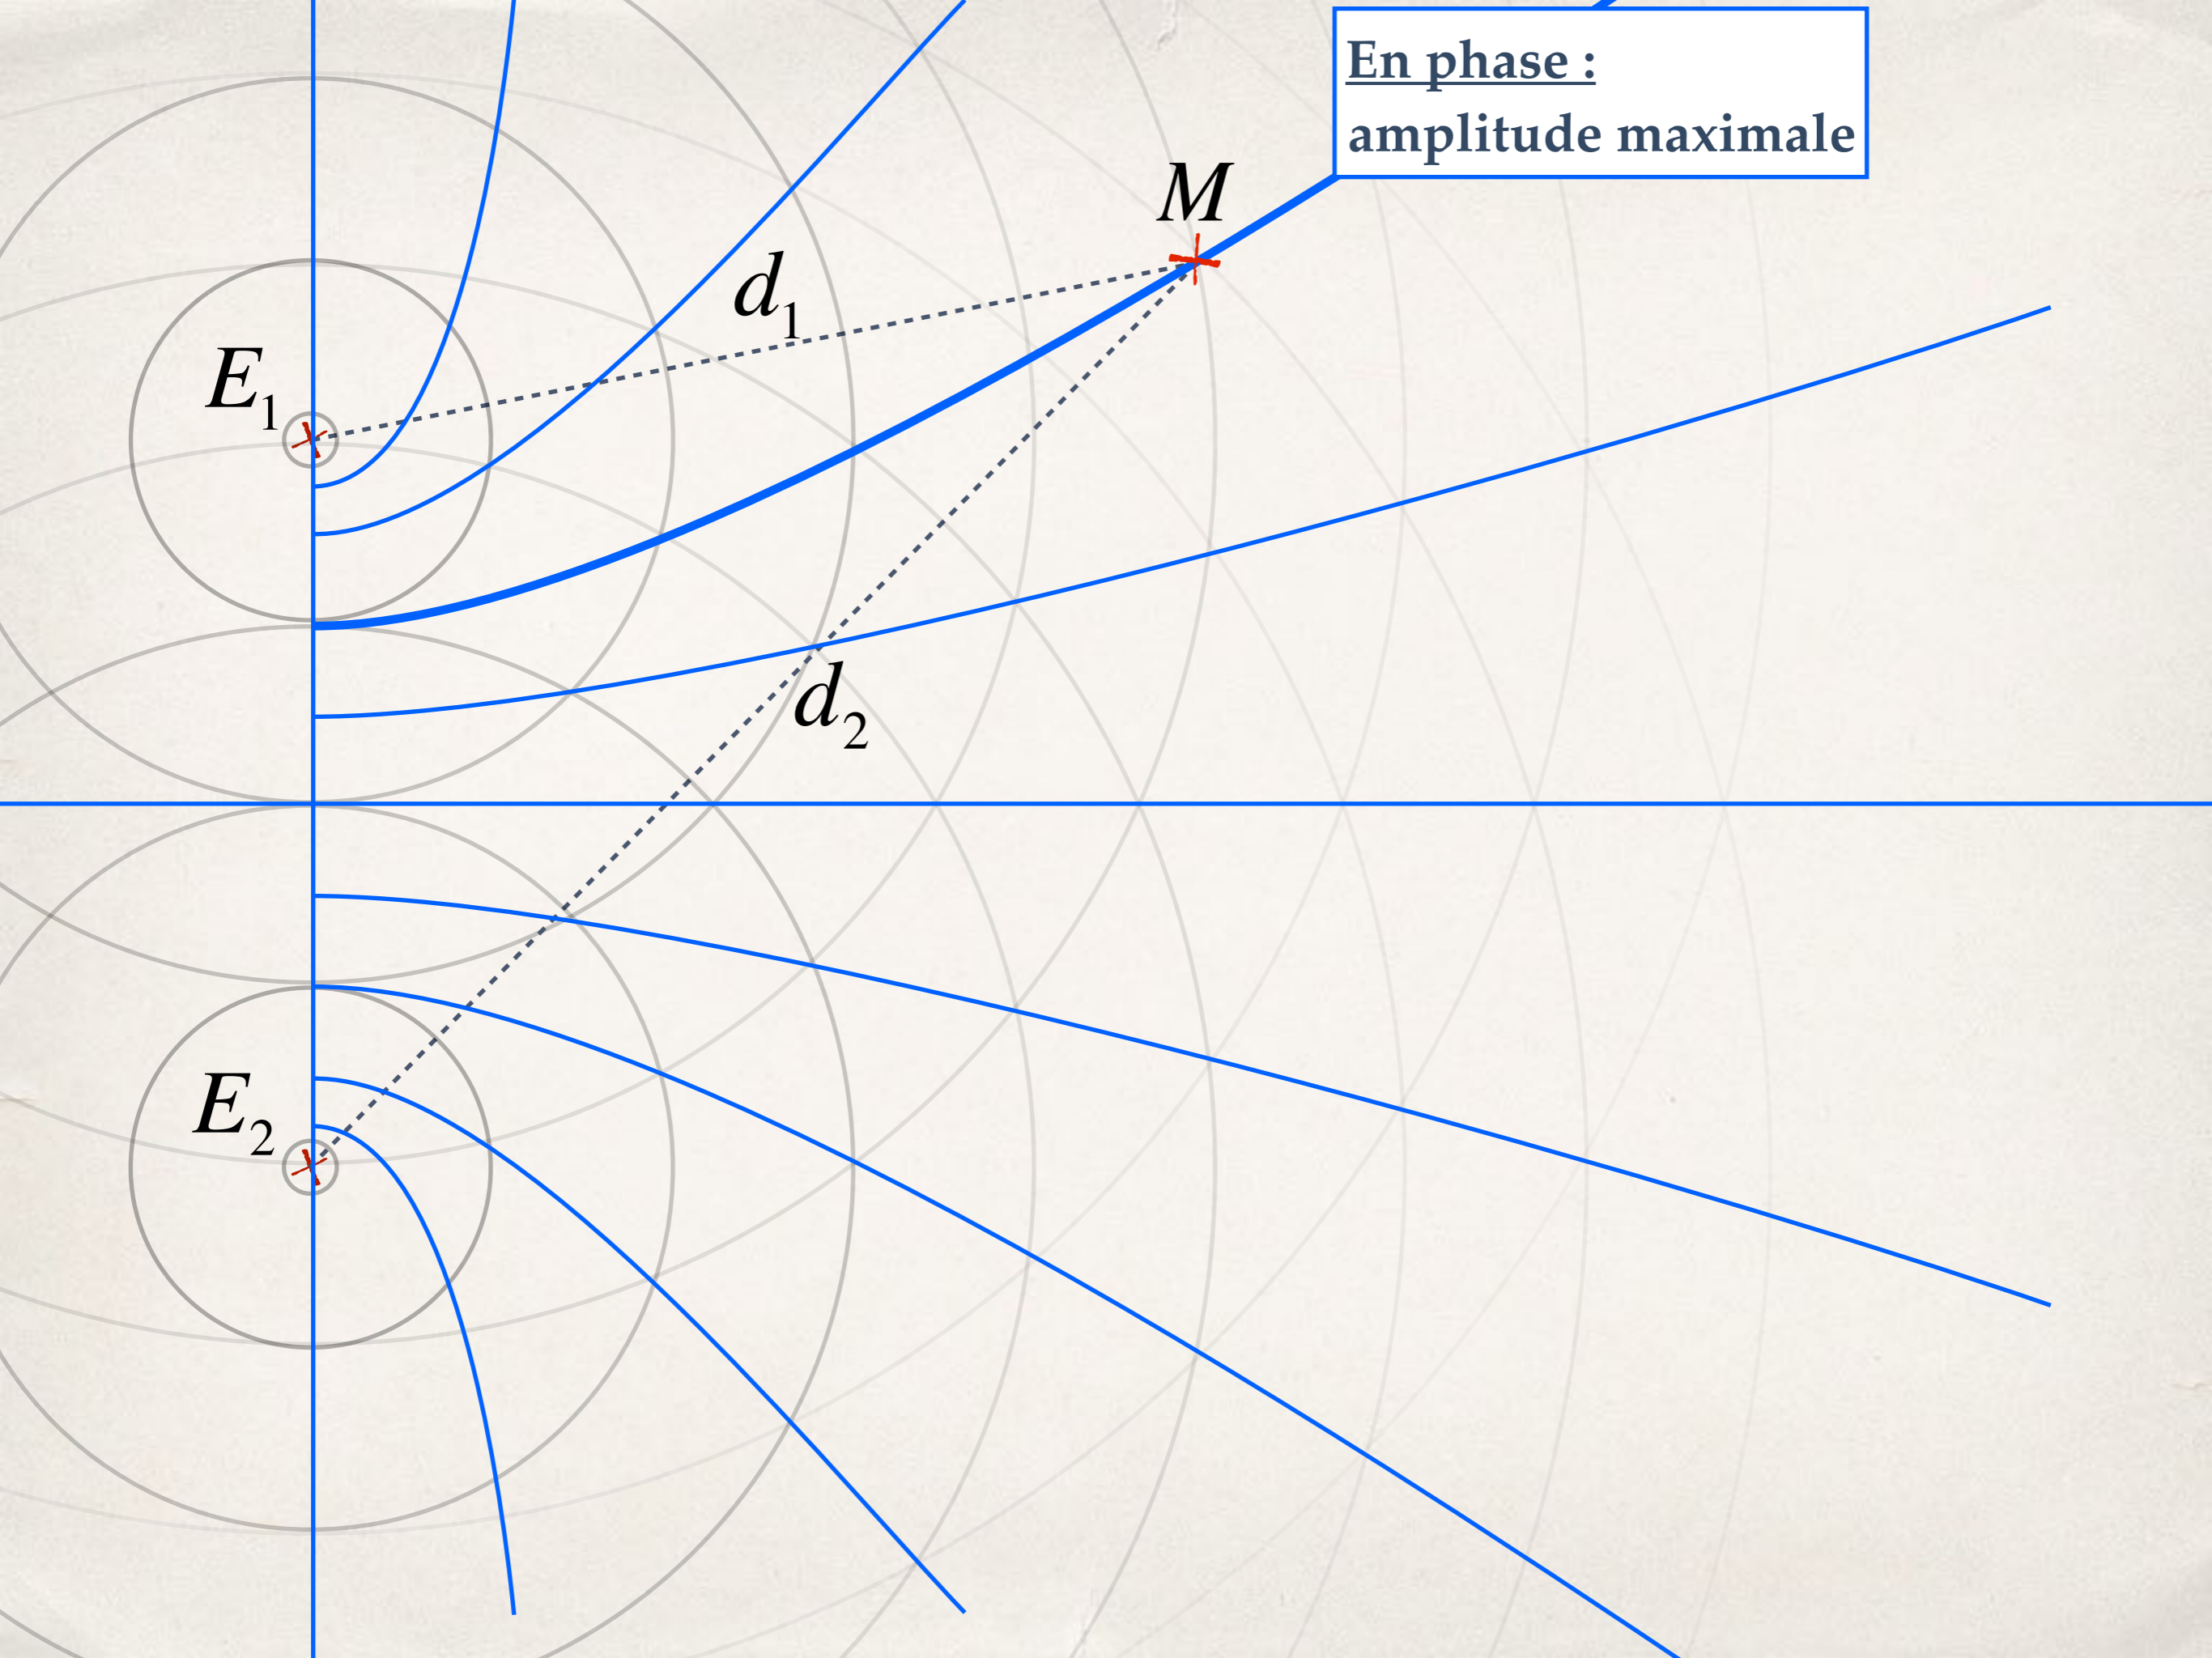 En phase :
amplitude maximale
M
d₁
E₁
d₂
E₂